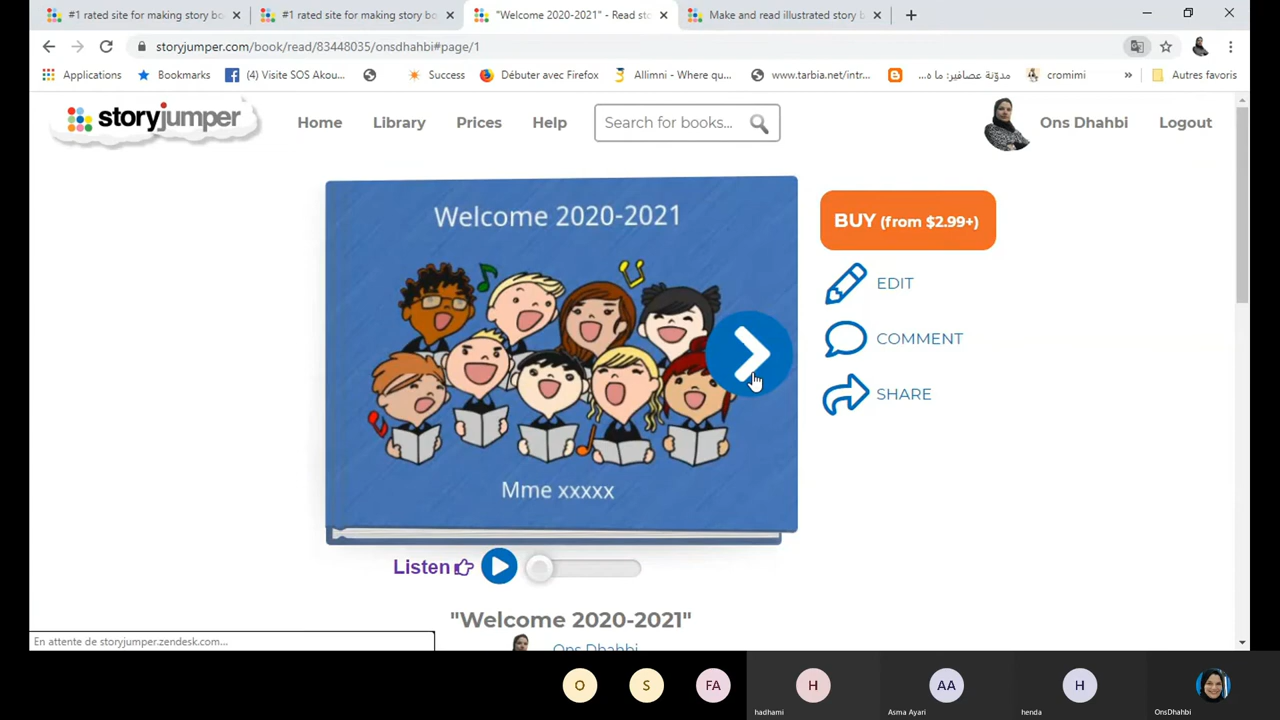 #1 rated site for making story bo
#1 rated site for making story bo
"Welcome 2020-2021" - Read sto
Make and read illustrated story b
storyjumper.com/book/read/83448035/onsdhahbi#page/1
Applications
Bookmarks
(4) Visite SOS Akou...
Success
Débuter avec Firefox
Allimni - Where qu...
www.tarbia.net/intr...
مدوّنة عصافير: ما ه...
cromimi
»
Autres favoris
storyjumper
Home
Library
Prices
Help
Search for books...
Ons Dhahbi
Logout
Welcome 2020-2021
Mme xxxxx
BUY (from $2.99+)
EDIT
COMMENT
SHARE
Listen
"Welcome 2020-2021"
Ons Dhahbi
En attente de storyjumper.zendesk.com...
O
S
FA
H
hadhami
AA
Asma Ayari
H
henda
OnsDhahbi